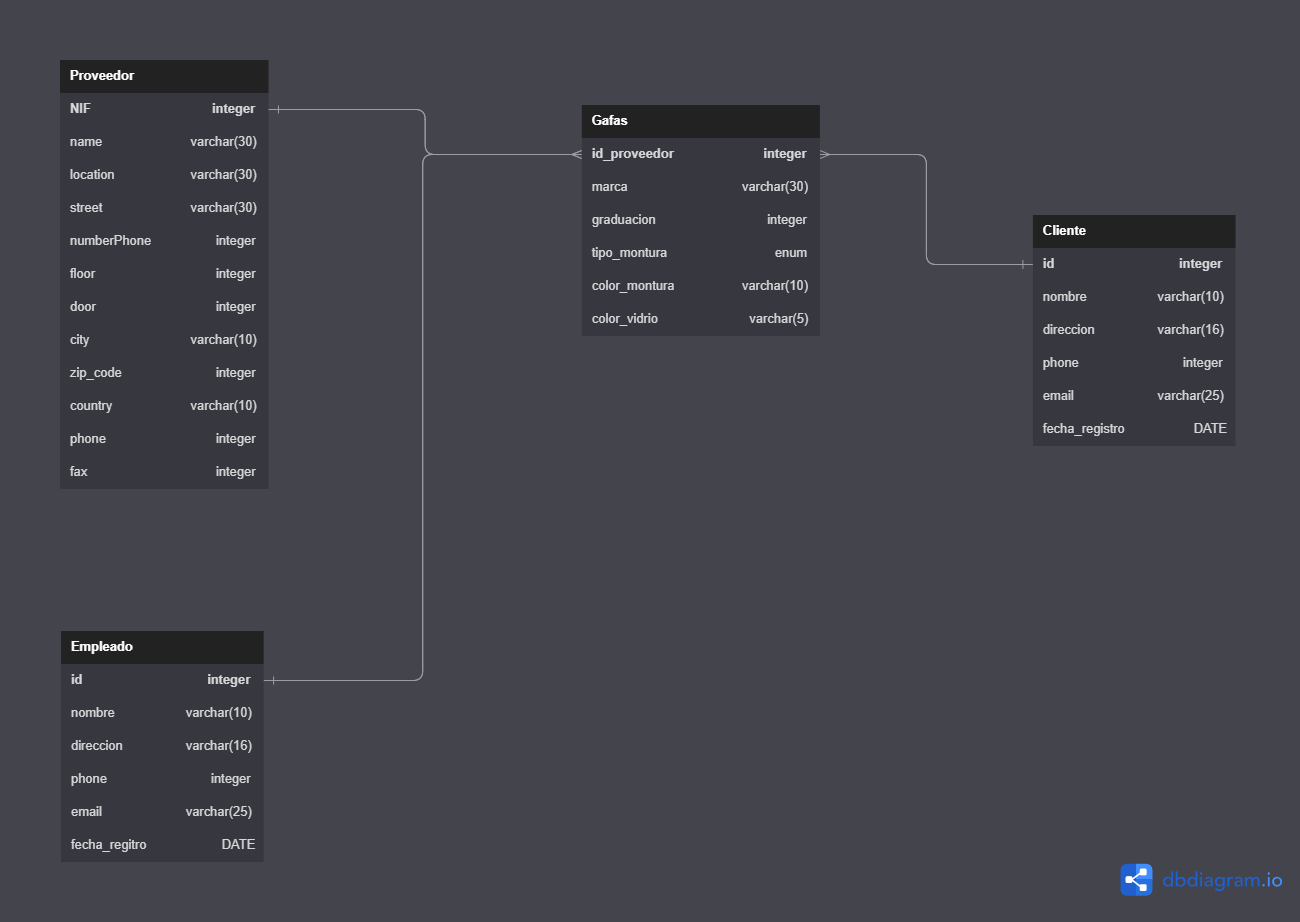 Proveedor
NIF integer
name varchar(30)
location varchar(30)
street varchar(30)
numberPhone integer
floor integer
door integer
city varchar(10)
zip_code integer
country varchar(10)
phone integer
fax integer
Gafas
id_proveedor integer
marca varchar(30)
graduacion integer
tipo_montura enum
color_montura varchar(10)
color_vidrio varchar(5)
Cliente
id integer
nombre varchar(10)
direccion varchar(16)
phone integer
email varchar(25)
fecha_registro DATE
Empleado
id integer
nombre varchar(10)
direccion varchar(16)
phone integer
email varchar(25)
fecha_regitro DATE
dbdiagram.io